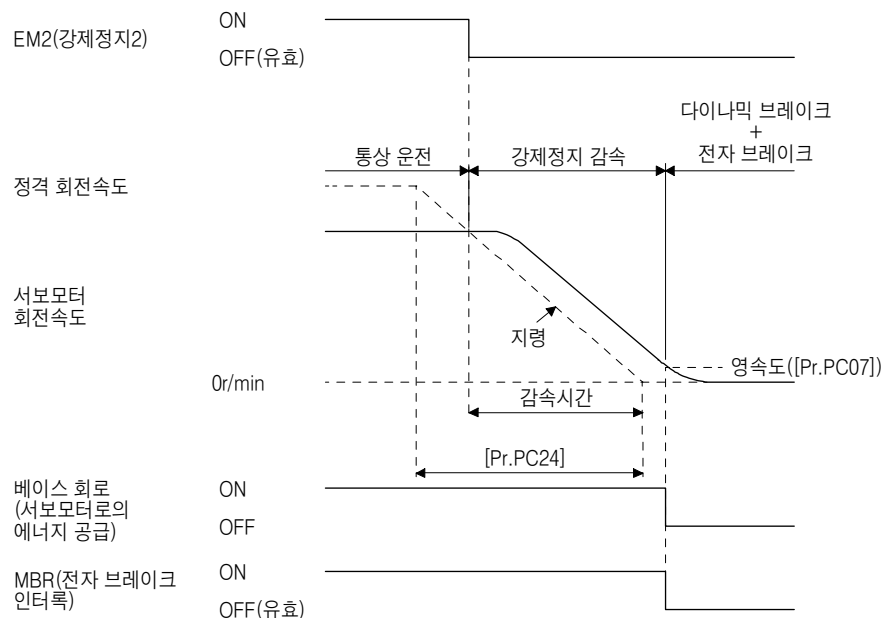 EM2(강제정지2)
ON
OFF(유효)
다이나믹 브레이크
+
전자 브레이크
통상 운전
강제정지 감속
정격 회전속도
서보모터
회전속도
지령
영속도([Pr.PC07])
0r/min
감속시간
[Pr.PC24]
베이스 회로
(서보모터로의
에너지 공급)
ON
OFF
MBR(전자 브레이크
인터록)
ON
OFF(유효)